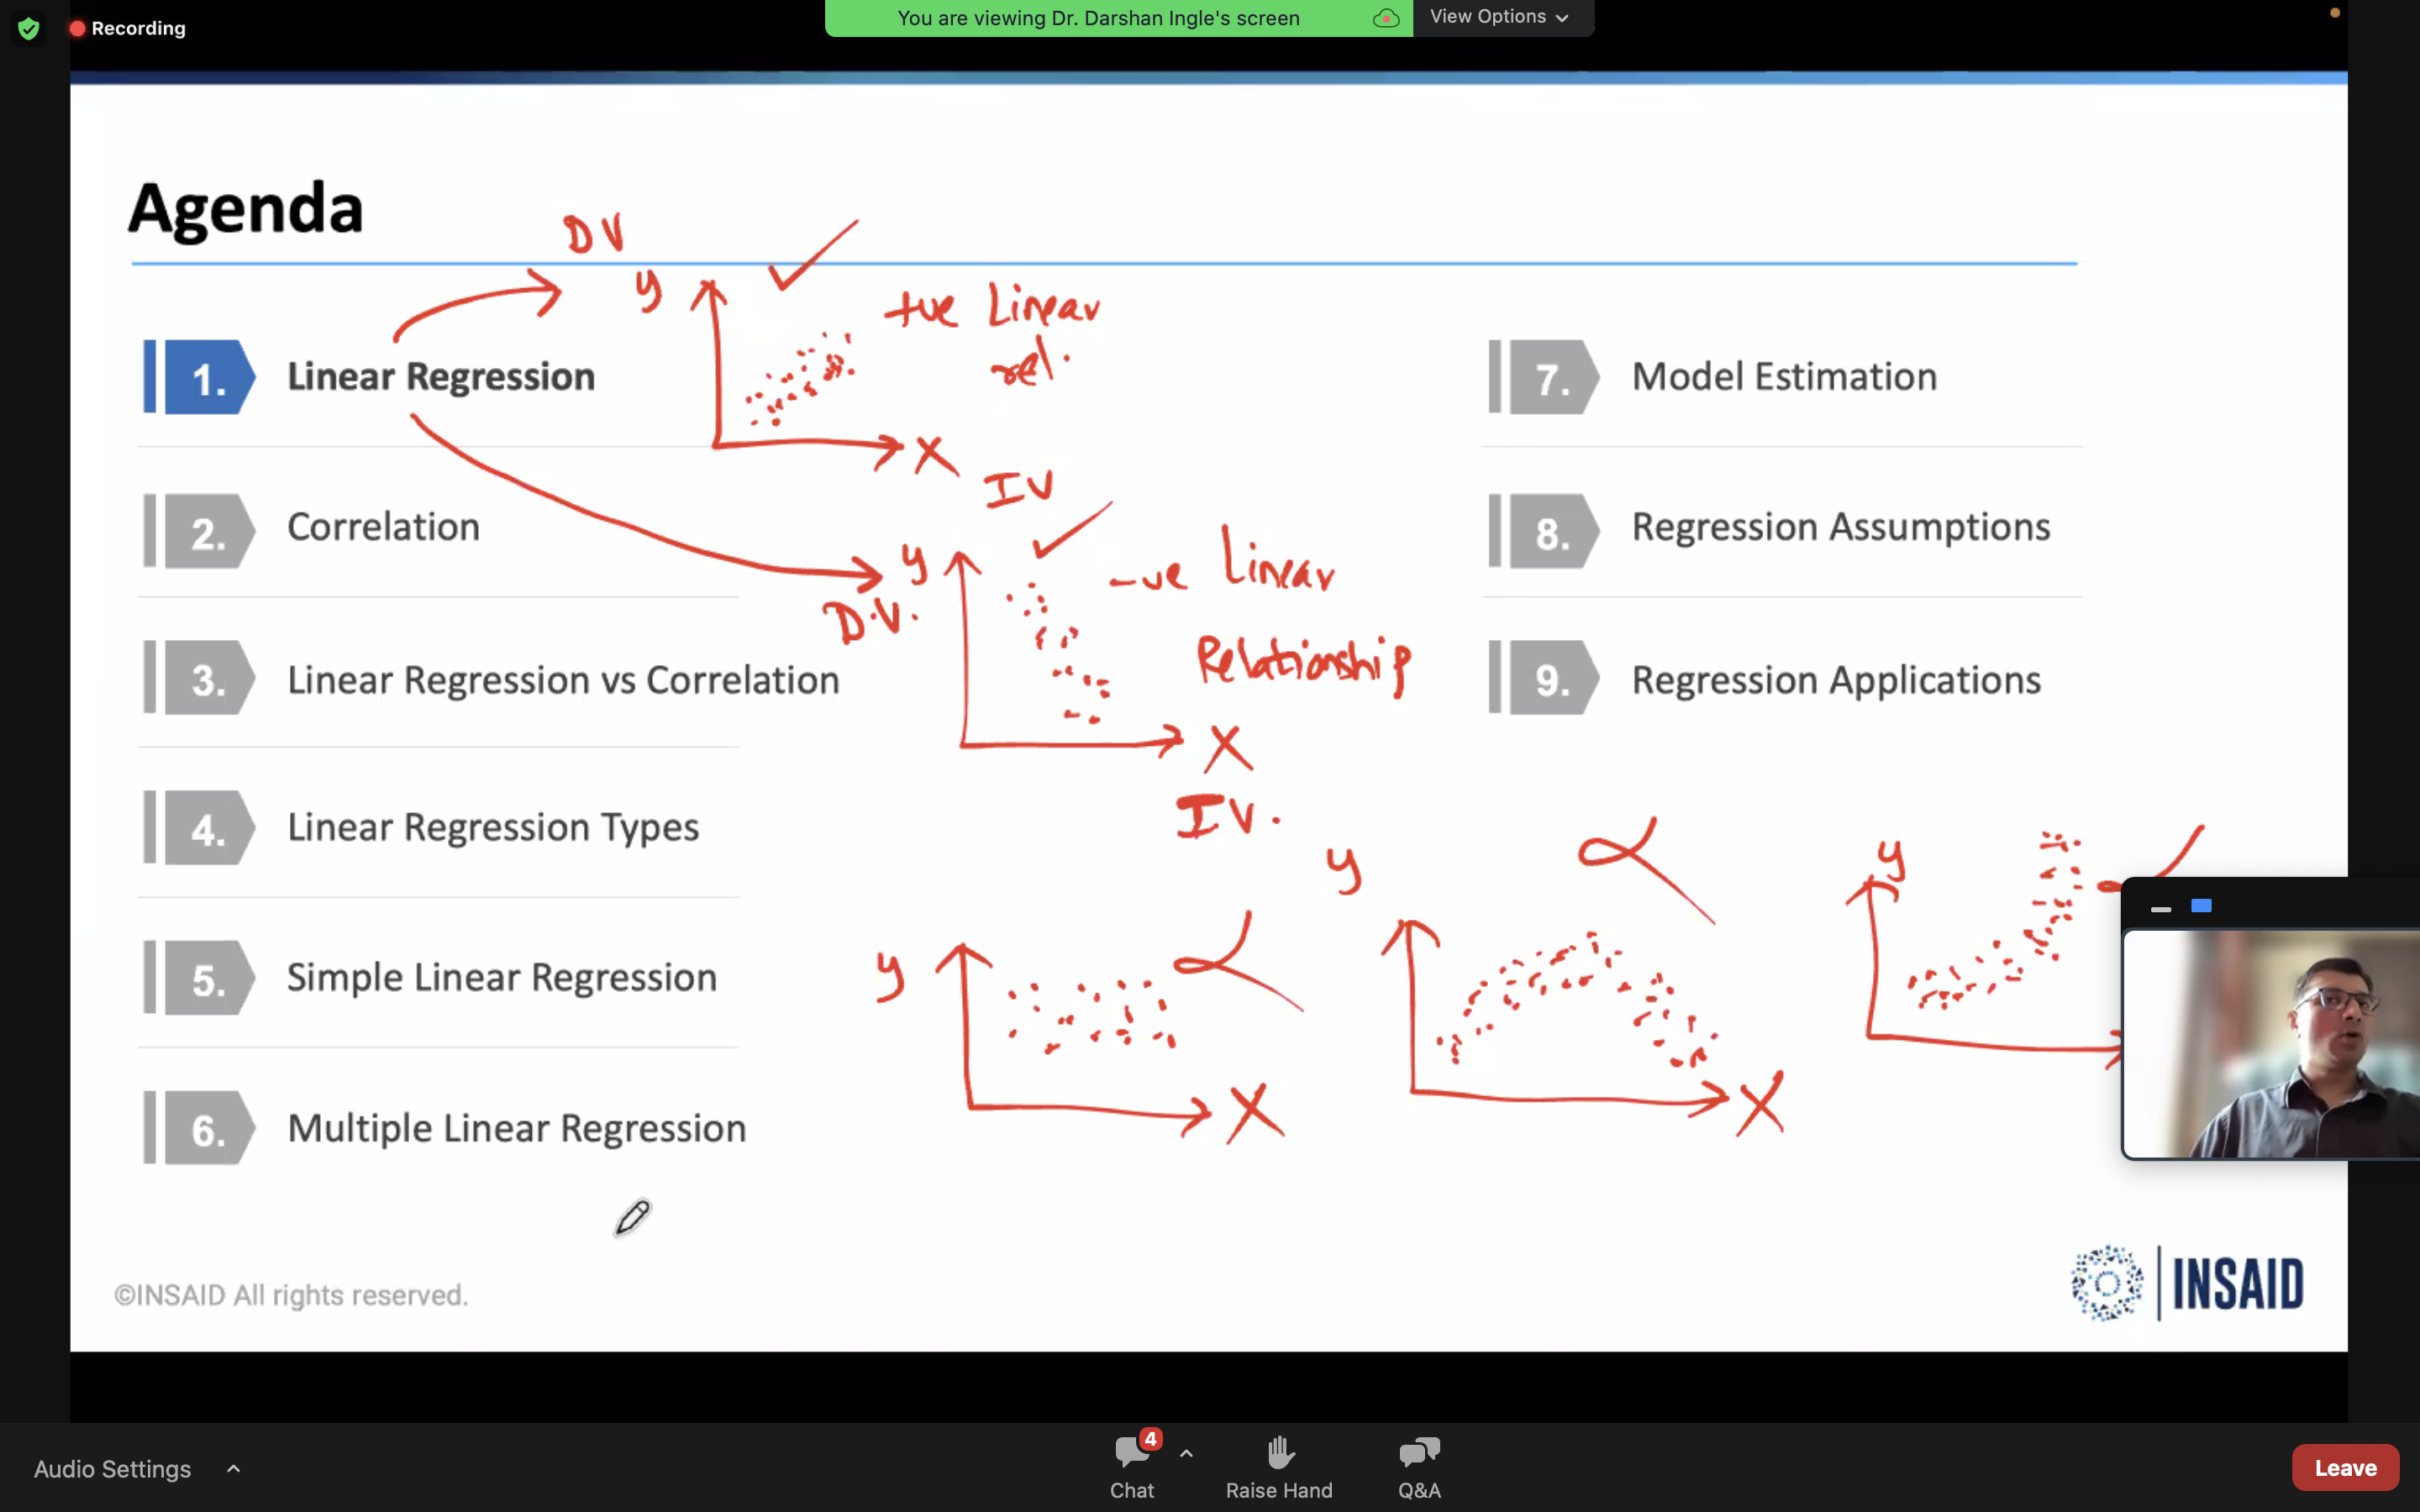 Recording
You are viewing Dr. Darshan Ingle's screen
View Options
Agenda
DV
y
+ve Linear
rel.
X
IV
1. Linear Regression
2. Correlation
3. Linear Regression vs Correlation
4. Linear Regression Types
5. Simple Linear Regression
6. Multiple Linear Regression
7. Model Estimation
8. Regression Assumptions
9. Regression Applications
y
D.V.
-ve Linear
Relationship
X
IV.
y
X
y
X
y
©INSAID All rights reserved.
INSAID
Audio Settings
4
Chat
Raise Hand
Q&A
Leave